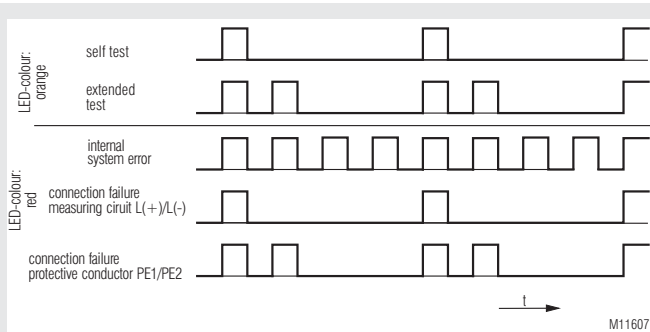 LED-colour:
orange
self test
extended
test
LED-colour:
red
internal
system error
connection failure
measuring ciruit L(+)/L(-)
connection failure
protective conductor PE1/PE2
t
M11607